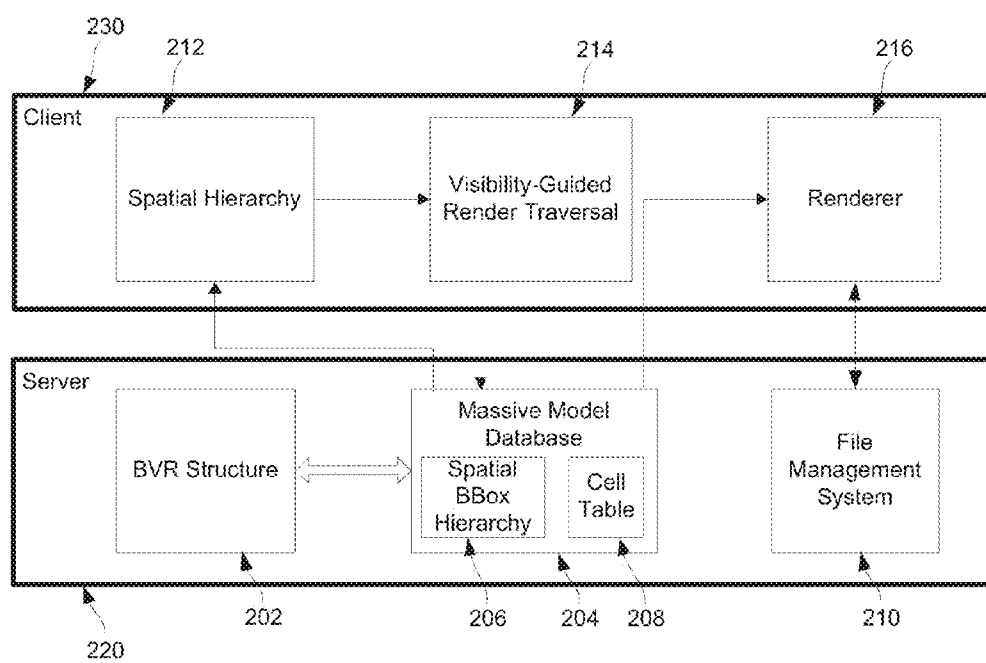 230
212
214
216
Client
Spatial Hierarchy
Visibility-Guided
Render Traversal
Renderer
Server
BVR Structure
Massive Model
Database
Spatial
BBox
Hierarchy
Cell
Table
File
Management
System
202
206
204
208
210
220